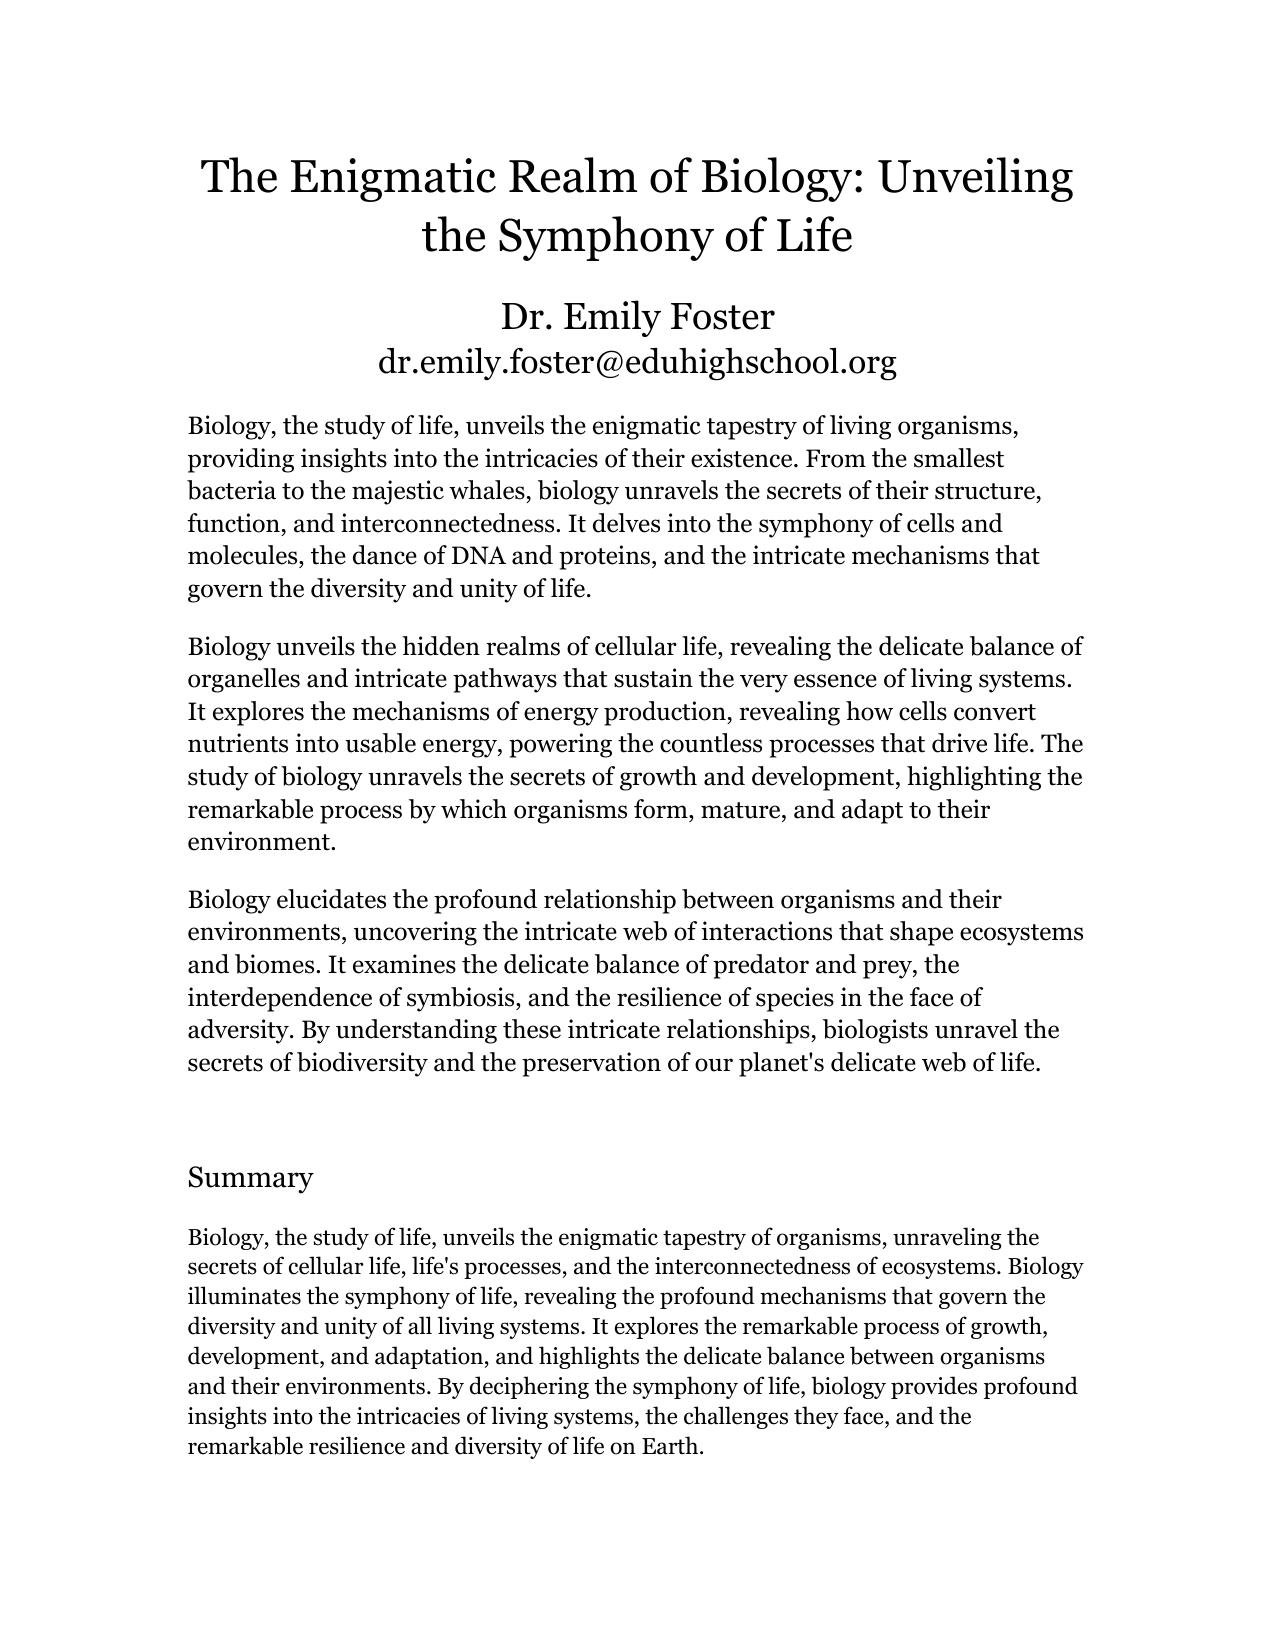 The Enigmatic Realm of Biology: Unveiling
the Symphony of Life
Dr. Emily Foster
dr.emily.foster@eduhighschool.org
Biology, the study of life, unveils the enigmatic tapestry of living organisms,
providing insights into the intricacies of their existence. From the smallest
bacteria to the majestic whales, biology unravels the secrets of their structure,
function, and interconnectedness. It delves into the symphony of cells and
molecules, the dance of DNA and proteins, and the intricate mechanisms that
govern the diversity and unity of life.
Biology unveils the hidden realms of cellular life, revealing the delicate balance of
organelles and intricate pathways that sustain the very essence of living systems.
It explores the mechanisms of energy production, revealing how cells convert
nutrients into usable energy, powering the countless processes that drive life. The
study of biology unravels the secrets of growth and development, highlighting the
remarkable process by which organisms form, mature, and adapt to their
environment.
Biology elucidates the profound relationship between organisms and their
environments, uncovering the intricate web of interactions that shape ecosystems
and biomes. It examines the delicate balance of predator and prey, the
interdependence of symbiosis, and the resilience of species in the face of
adversity. By understanding these intricate relationships, biologists unravel the
secrets of biodiversity and the preservation of our planet's delicate web of life.
Summary
Biology, the study of life, unveils the enigmatic tapestry of organisms, unraveling the
secrets of cellular life, life's processes, and the interconnectedness of ecosystems. Biology
illuminates the symphony of life, revealing the profound mechanisms that govern the
diversity and unity of all living systems. It explores the remarkable process of growth,
development, and adaptation, and highlights the delicate balance between organisms
and their environments. By deciphering the symphony of life, biology provides profound
insights into the intricacies of living systems, the challenges they face, and the
remarkable resilience and diversity of life on Earth.